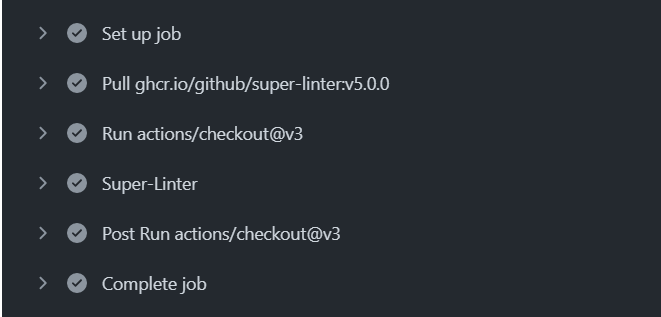 Set up job
Pull ghcr.io/github/super-linter:v5.0.0
Run actions/checkout@v3
Super-Linter
Post Run actions/checkout@v3
Complete job